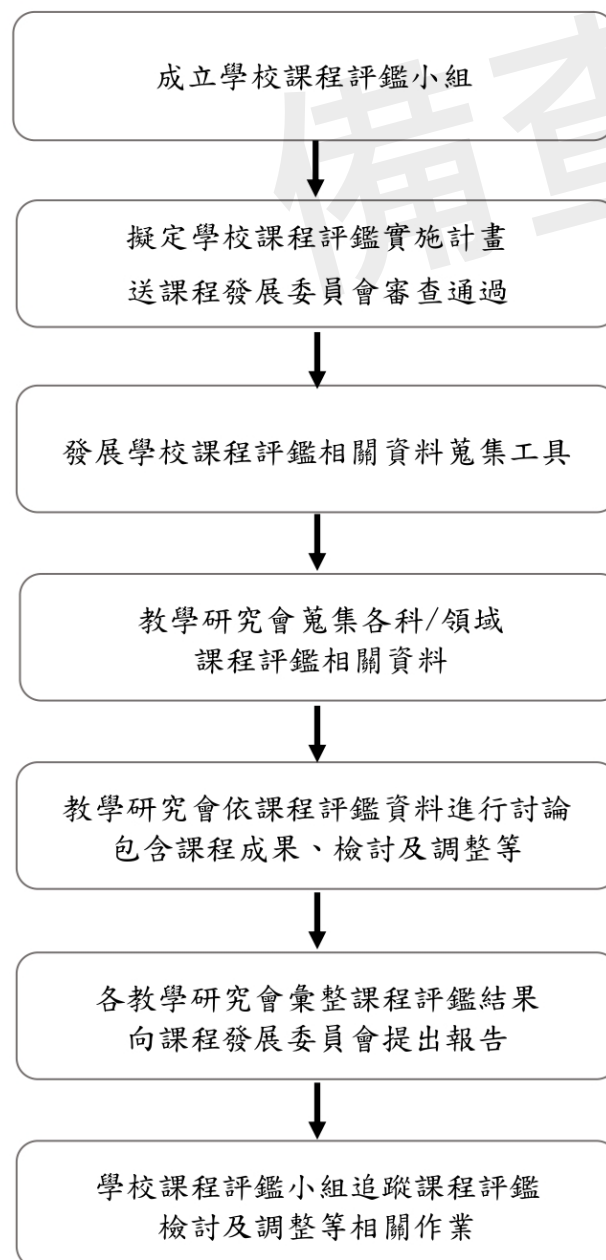 備查
成立學校課程評鑑小組
擬定學校課程評鑑實施計畫
送課程發展委員會審查通過
發展學校課程評鑑相關資料蒐集工具
教學研究會蒐集各科/領域
課程評鑑相關資料
教學研究會依課程評鑑資料進行討論
包含課程成果、檢討及調整等
各教學研究會彙整課程評鑑結果
向課程發展委員會提出報告
學校課程評鑑小組追蹤課程評鑑
檢討及調整等相關作業